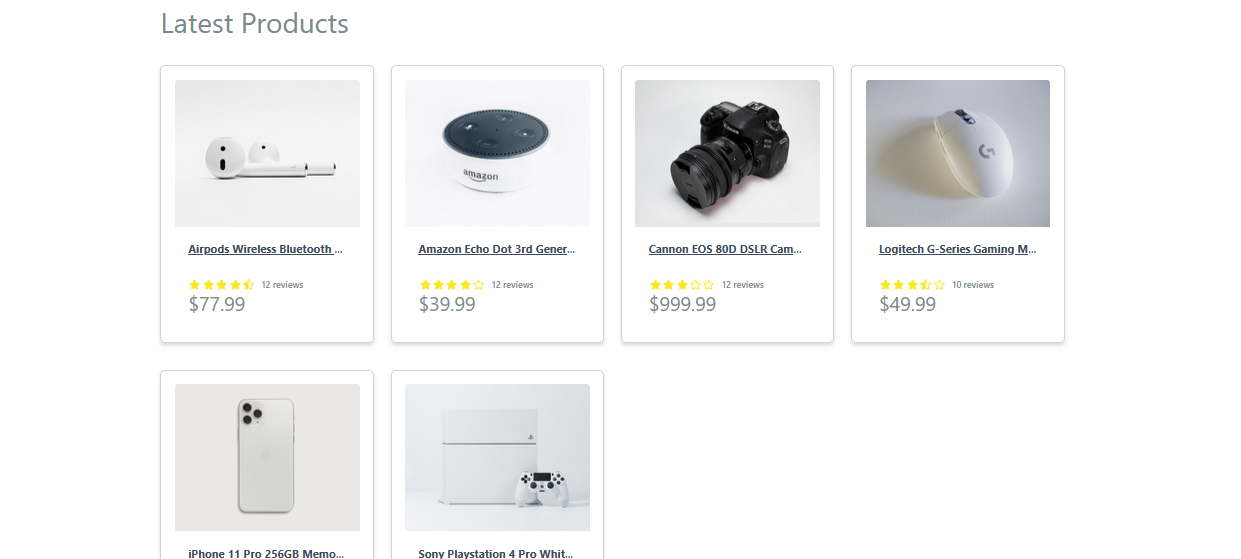 Latest Products
amazon
Airpods Wireless Bluetooth ...
Amazon Echo Dot 3rd Gener...
Cannon EOS 80D DSLR Cam...
Logitech G-Series Gaming M...
12 reviews
12 reviews
12 reviews
10 reviews
$77.99
$39.99
$999.99
$49.99
iPhone 11 Pro 256GB Memo...
Sony Playstation 4 Pro Whit...